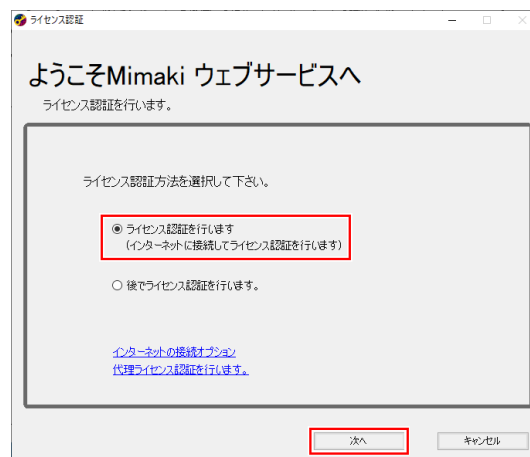 ライセンス認証
ようこそMimaki ウェブサービスへ
ライセンス認証を行います。
ライセンス認証方法を選択して下さい。
ライセンス認証を行います
(インターネットに接続してライセンス認証を行います)
後でライセンス認証を行います。
インターネットの接続オプション
代理ライセンス認証を行います。
次へ
キャンセル